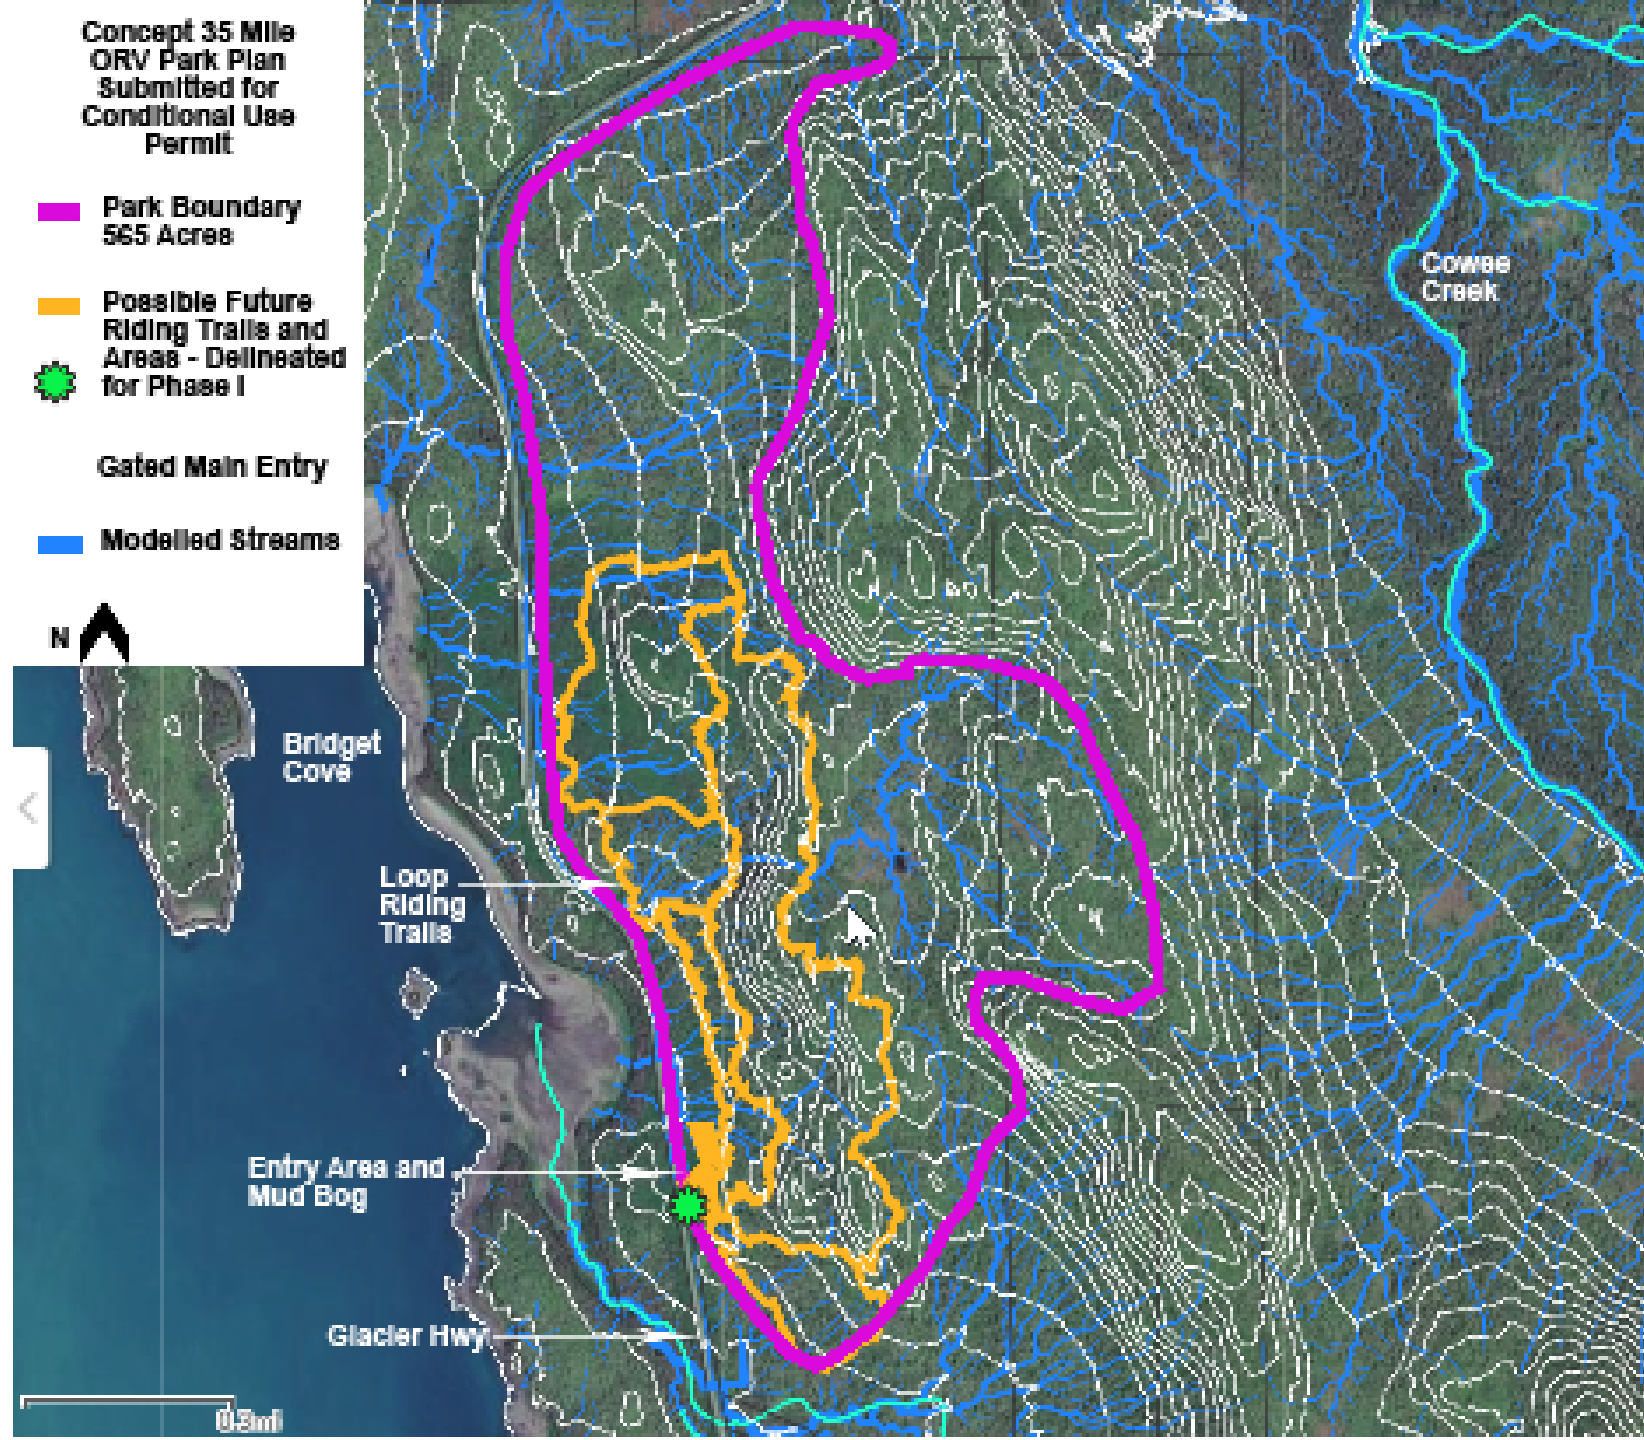 Concept 35 Mile
ORV Park Plan
Submitted for
Conditional Use
Permit
Park Boundary
565 Acres
Possible Future
Riding Trails and
Areas - Delineated
for Phase I
Gated Main Entry
Modelled Streams
N
Cowee
Creek
Bridget
Cove
Loop
Riding
Trails
Entry Area and
Mud Bog
Glacier Hwy